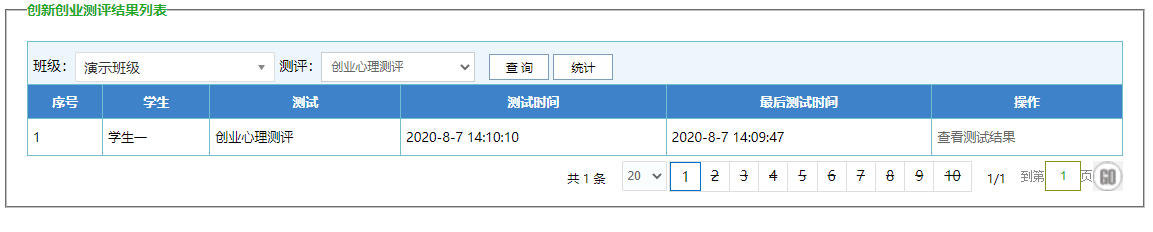 创新创业测评结果列表
班级： 演示班级 测评： 创业心理测评 查 询 统计
序号 学生 测试 测试时间 最后测试时间 操作
1 学生一 创业心理测评 2020-8-7 14:10:10 2020-8-7 14:09:47 查看测试结果
共 1 条 20 1 2 3 4 5 6 7 8 9 10 1/1 到第 1 页 GO